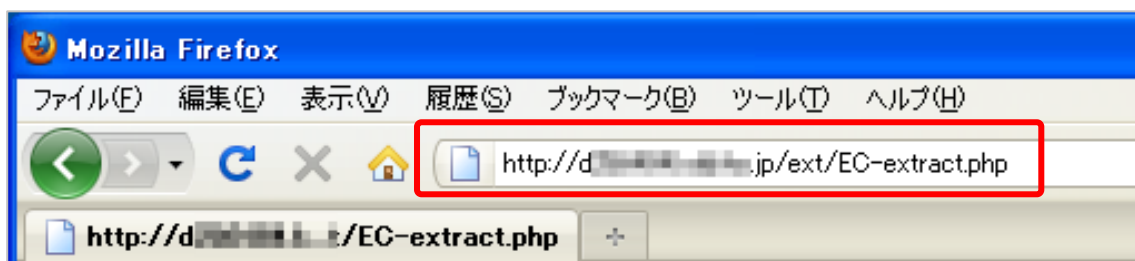 Mozilla Firefox
ファイル(F) 編集(E) 表示(V) 履歴(S) ブックマーク(B) ツール(T) ヘルプ(H)
http://d .jp/ext/EC-extract.php
http://d /EC-extract.php